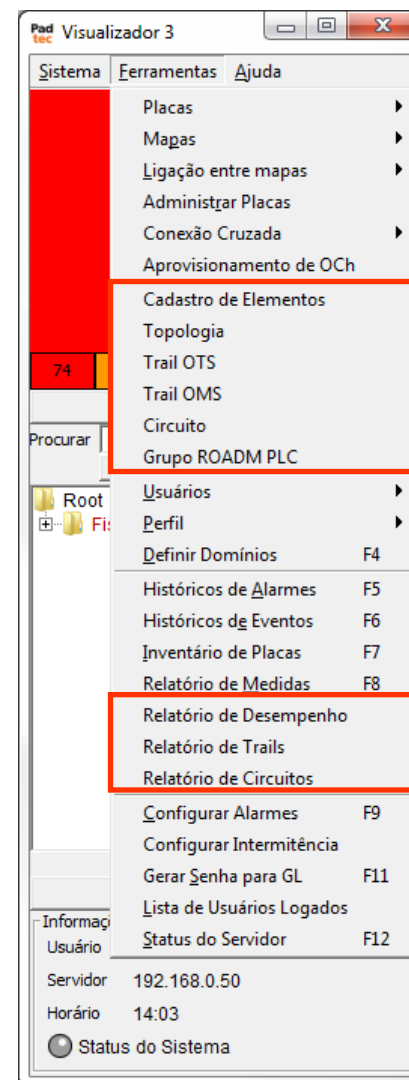 Pad tec Visualizador 3
Sistema Ferramentas Ajuda
Placas
Mapas
Ligação entre mapas
Administrar Placas
Conexão Cruzada
Aprovisionamento de OCh
Cadastro de Elementos
Topologia
Trail OTS
74
Trail OMS
Circuito
Procurar
Grupo ROADM PLC
Root
Usuários
Perfil
Definir Domínios F4
Históricos de Alarmes F5
Históricos de Eventos F6
Inventário de Placas F7
Relatório de Medidas F8
Relatório de Desempenho
Relatório de Trails
Relatório de Circuitos
Configurar Alarmes F9
Configurar Intermitência
Gerar Senha para GL F11
Lista de Usuários Logados
Status do Servidor F12
Usuário
Servidor 192.168.0.50
Horário 14:03
Status do Sistema